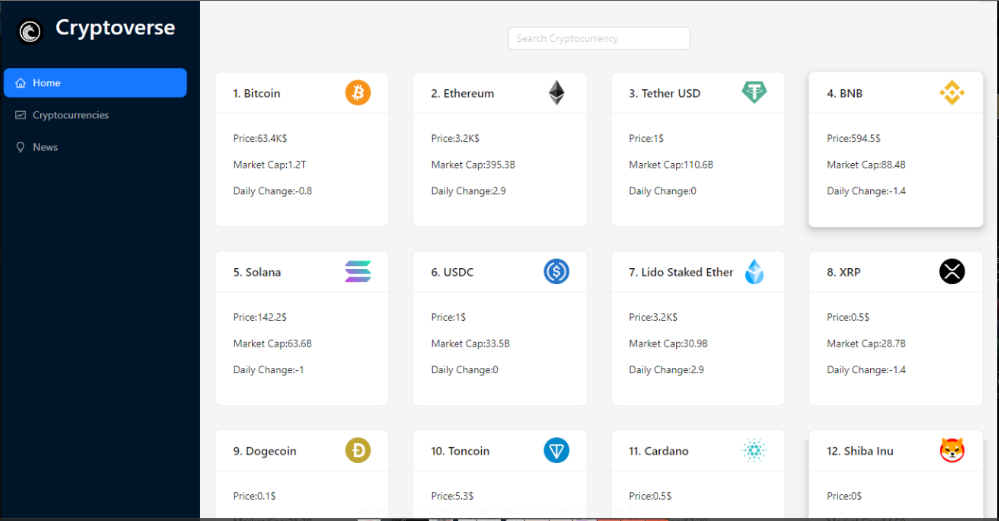 Cryptoverse
Home
Cryptocurrencies
News
Search Cryptocurrency
1. Bitcoin
Price:63.4K$
Market Cap:1.2T
Daily Change:-0.8
2. Ethereum
Price:3.2K$
Market Cap:395.3B
Daily Change:2.9
3. Tether USD
Price:1$
Market Cap:110.6B
Daily Change:0
4. BNB
Price:594.5$
Market Cap:88.4B
Daily Change:-1.4
5. Solana
Price:142.2$
Market Cap:63.6B
Daily Change:-1
6. USDC
Price:1$
Market Cap:33.5B
Daily Change:0
7. Lido Staked Ether
Price:3.2K$
Market Cap:30.9B
Daily Change:2.9
8. XRP
Price:0.5$
Market Cap:28.7B
Daily Change:-1.4
9. Dogecoin
Price:0.1$
10. Toncoin
Price:5.3$
11. Cardano
Price:0.5$
12. Shiba Inu
Price:0$